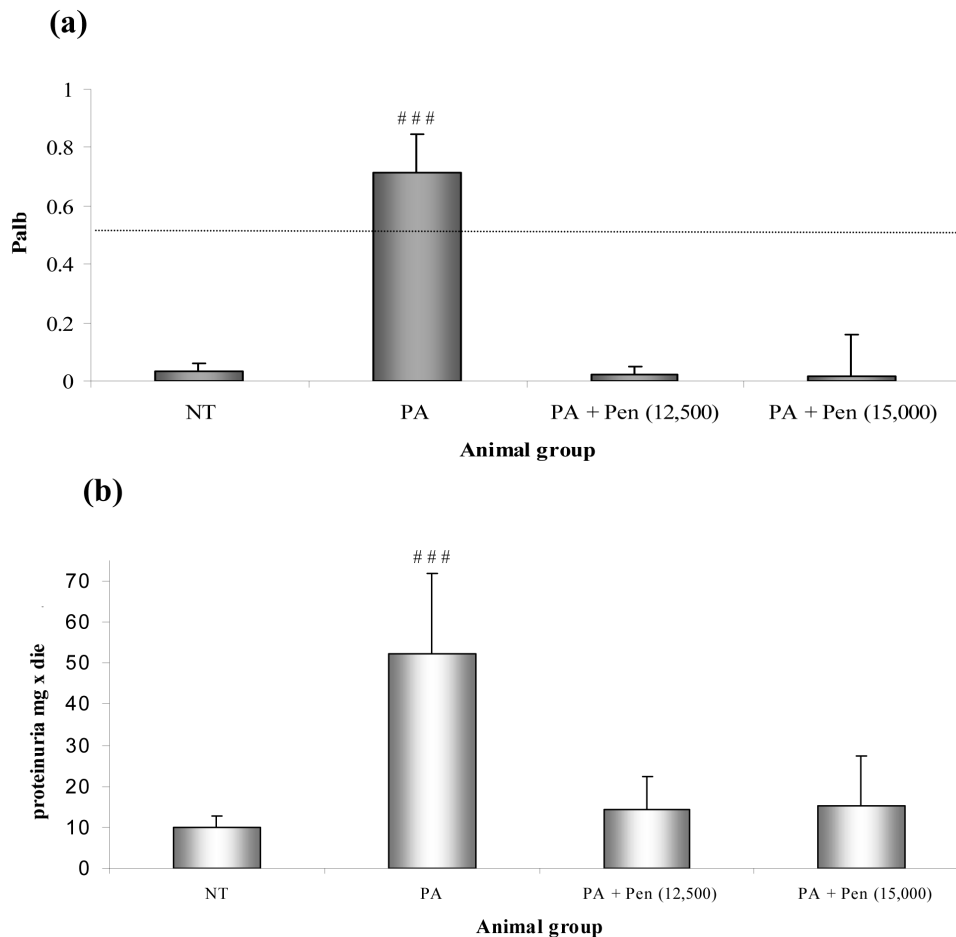 (a)
1
# # #
0.8
0.6
Palb
0.4
0.2
0
NT PA PA + Pen (12,500) PA + Pen (15,000)
Animal group
(b)
# # #
70
60
50
40
proteinuria mg x die
30
20
10
0
NT PA PA + Pen (12,500) PA + Pen (15,000)
Animal group